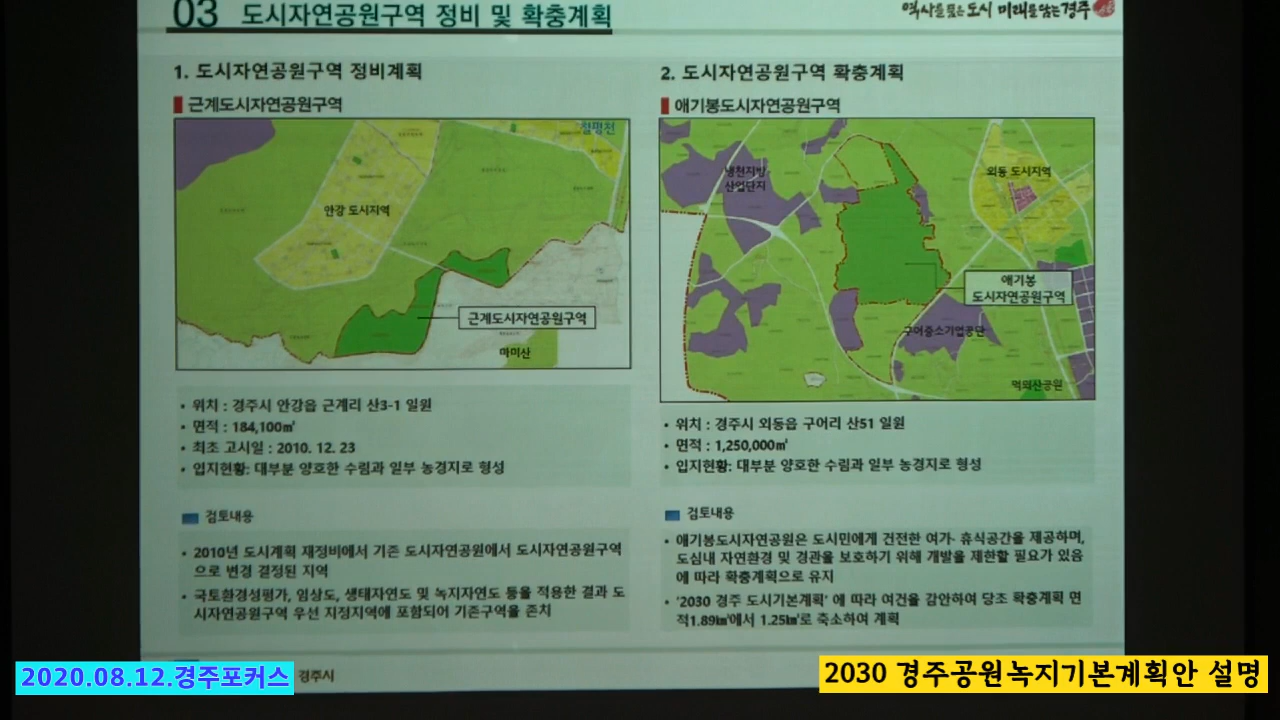 03 도시자연공원구역 정비 및 확충계획
역사를 품은 도시 미래를 담는 경주
1. 도시자연공원구역 정비계획
근계도시자연공원구역
칠평천
안강 도시지역
근계도시자연공원구역
마미산
• 위치 : 경주시 안강읍 근계리 산3-1 일원
• 면적 : 184,100㎡
• 최초 고시일 : 2010. 12. 23
• 입지현황: 대부분 양호한 수림과 일부 농경지로 형성
검토내용
• 2010년 도시계획 재정비에서 기존 도시자연공원에서 도시자연공원구역
으로 변경 결정된 지역
• 국토환경성평가, 임상도, 생태자연도 및 녹지자연도 등을 적용한 결과 도
시자연공원구역 우선 지정지역에 포함되어 기존구역을 존치
2. 도시자연공원구역 확충계획
애기봉도시자연공원구역
냉천지방
산업단지
외동 도시지역
애기봉
도시자연공원구역
구어중소기업공단
먹의산공원
• 위치 : 경주시 외동읍 구어리 산51 일원
• 면적 : 1,250,000㎡
• 입지현황: 대부분 양호한 수림과 일부 농경지로 형성
검토내용
• 애기봉도시자연공원은 도시민에게 건전한 여가· 휴식공간을 제공하며,
도심내 자연환경 및 경관을 보호하기 위해 개발을 제한할 필요가 있음
에 따라 확충계획으로 유지
• '2030 경주 도시기본계획' 에 따라 여건을 감안하여 당초 확충계획 면
적1.89㎢에서 1.25㎢로 축소하여 계획
경주시
2020.08.12.경주포커스
2030 경주공원녹지기본계획안 설명